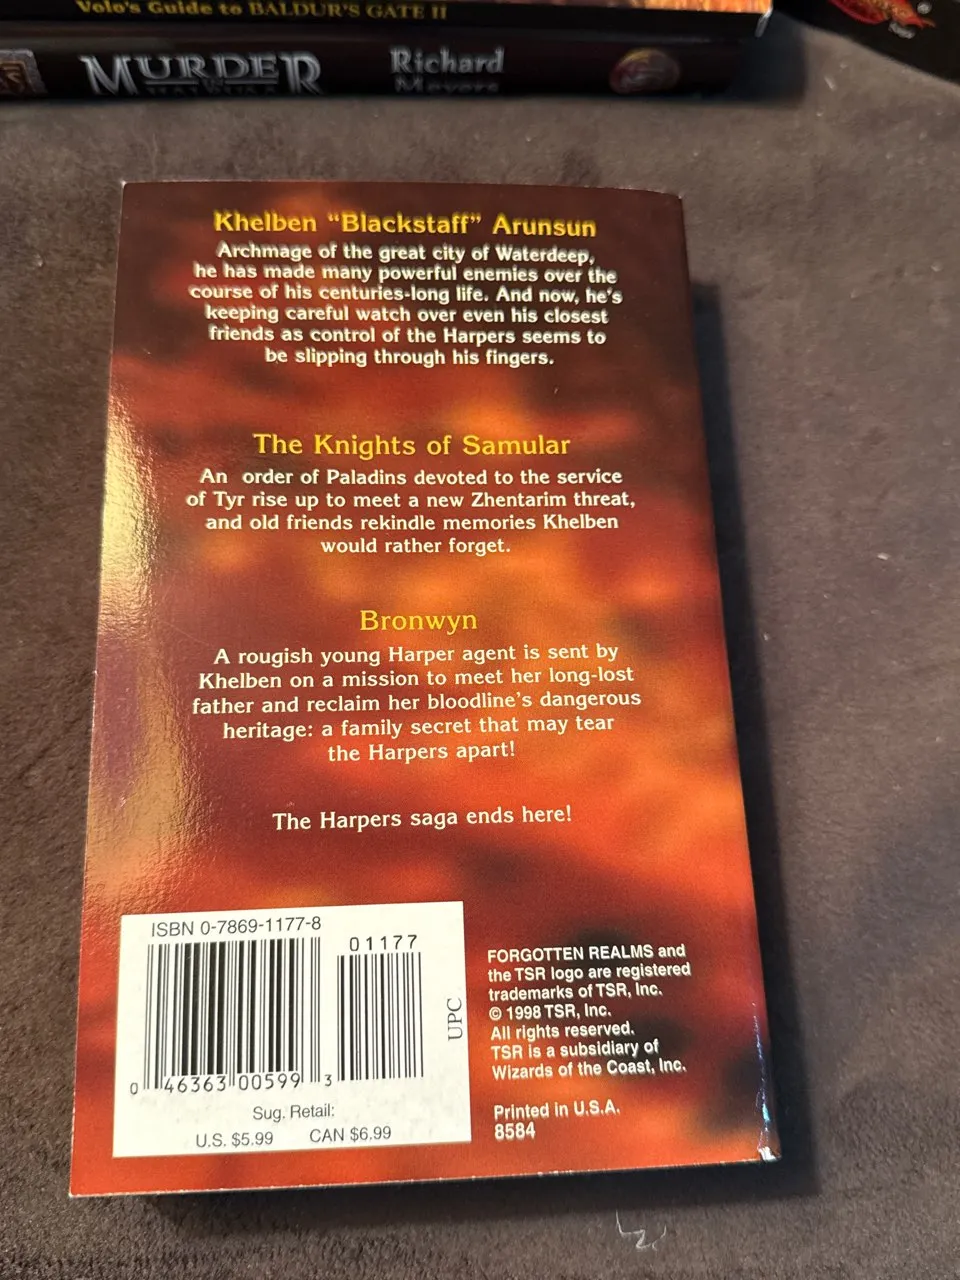 Volo's Guide to BALDUR'S GATE II
MURDER
Richard
Meyers
Khelben "Blackstaff" Arunsun
Archmage of the great city of Waterdeep,
he has made many powerful enemies over the
course of his centuries-long life. And now, he's
keeping careful watch over even his closest
friends as control of the Harpers seems to
be slipping through his fingers.
The Knights of Samular
An order of Paladins devoted to the service
of Tyr rise up to meet a new Zhentarim threat,
and old friends rekindle memories Khelben
would rather forget.
Bronwyn
A rougish young Harper agent is sent by
Khelben on a mission to meet her long-lost
father and reclaim her bloodline's dangerous
heritage: a family secret that may tear
the Harpers apart!
The Harpers saga ends here!
ISBN 0-7869-1177-8
01177
UPC
0 46363 00599 3
Sug. Retail:
U.S. $5.99 CAN $6.99
FORGOTTEN REALMS and
the TSR logo are registered
trademarks of TSR, Inc.
© 1998 TSR, Inc.
All rights reserved.
TSR is a subsidiary of
Wizards of the Coast, Inc.
Printed in U.S.A.
8584